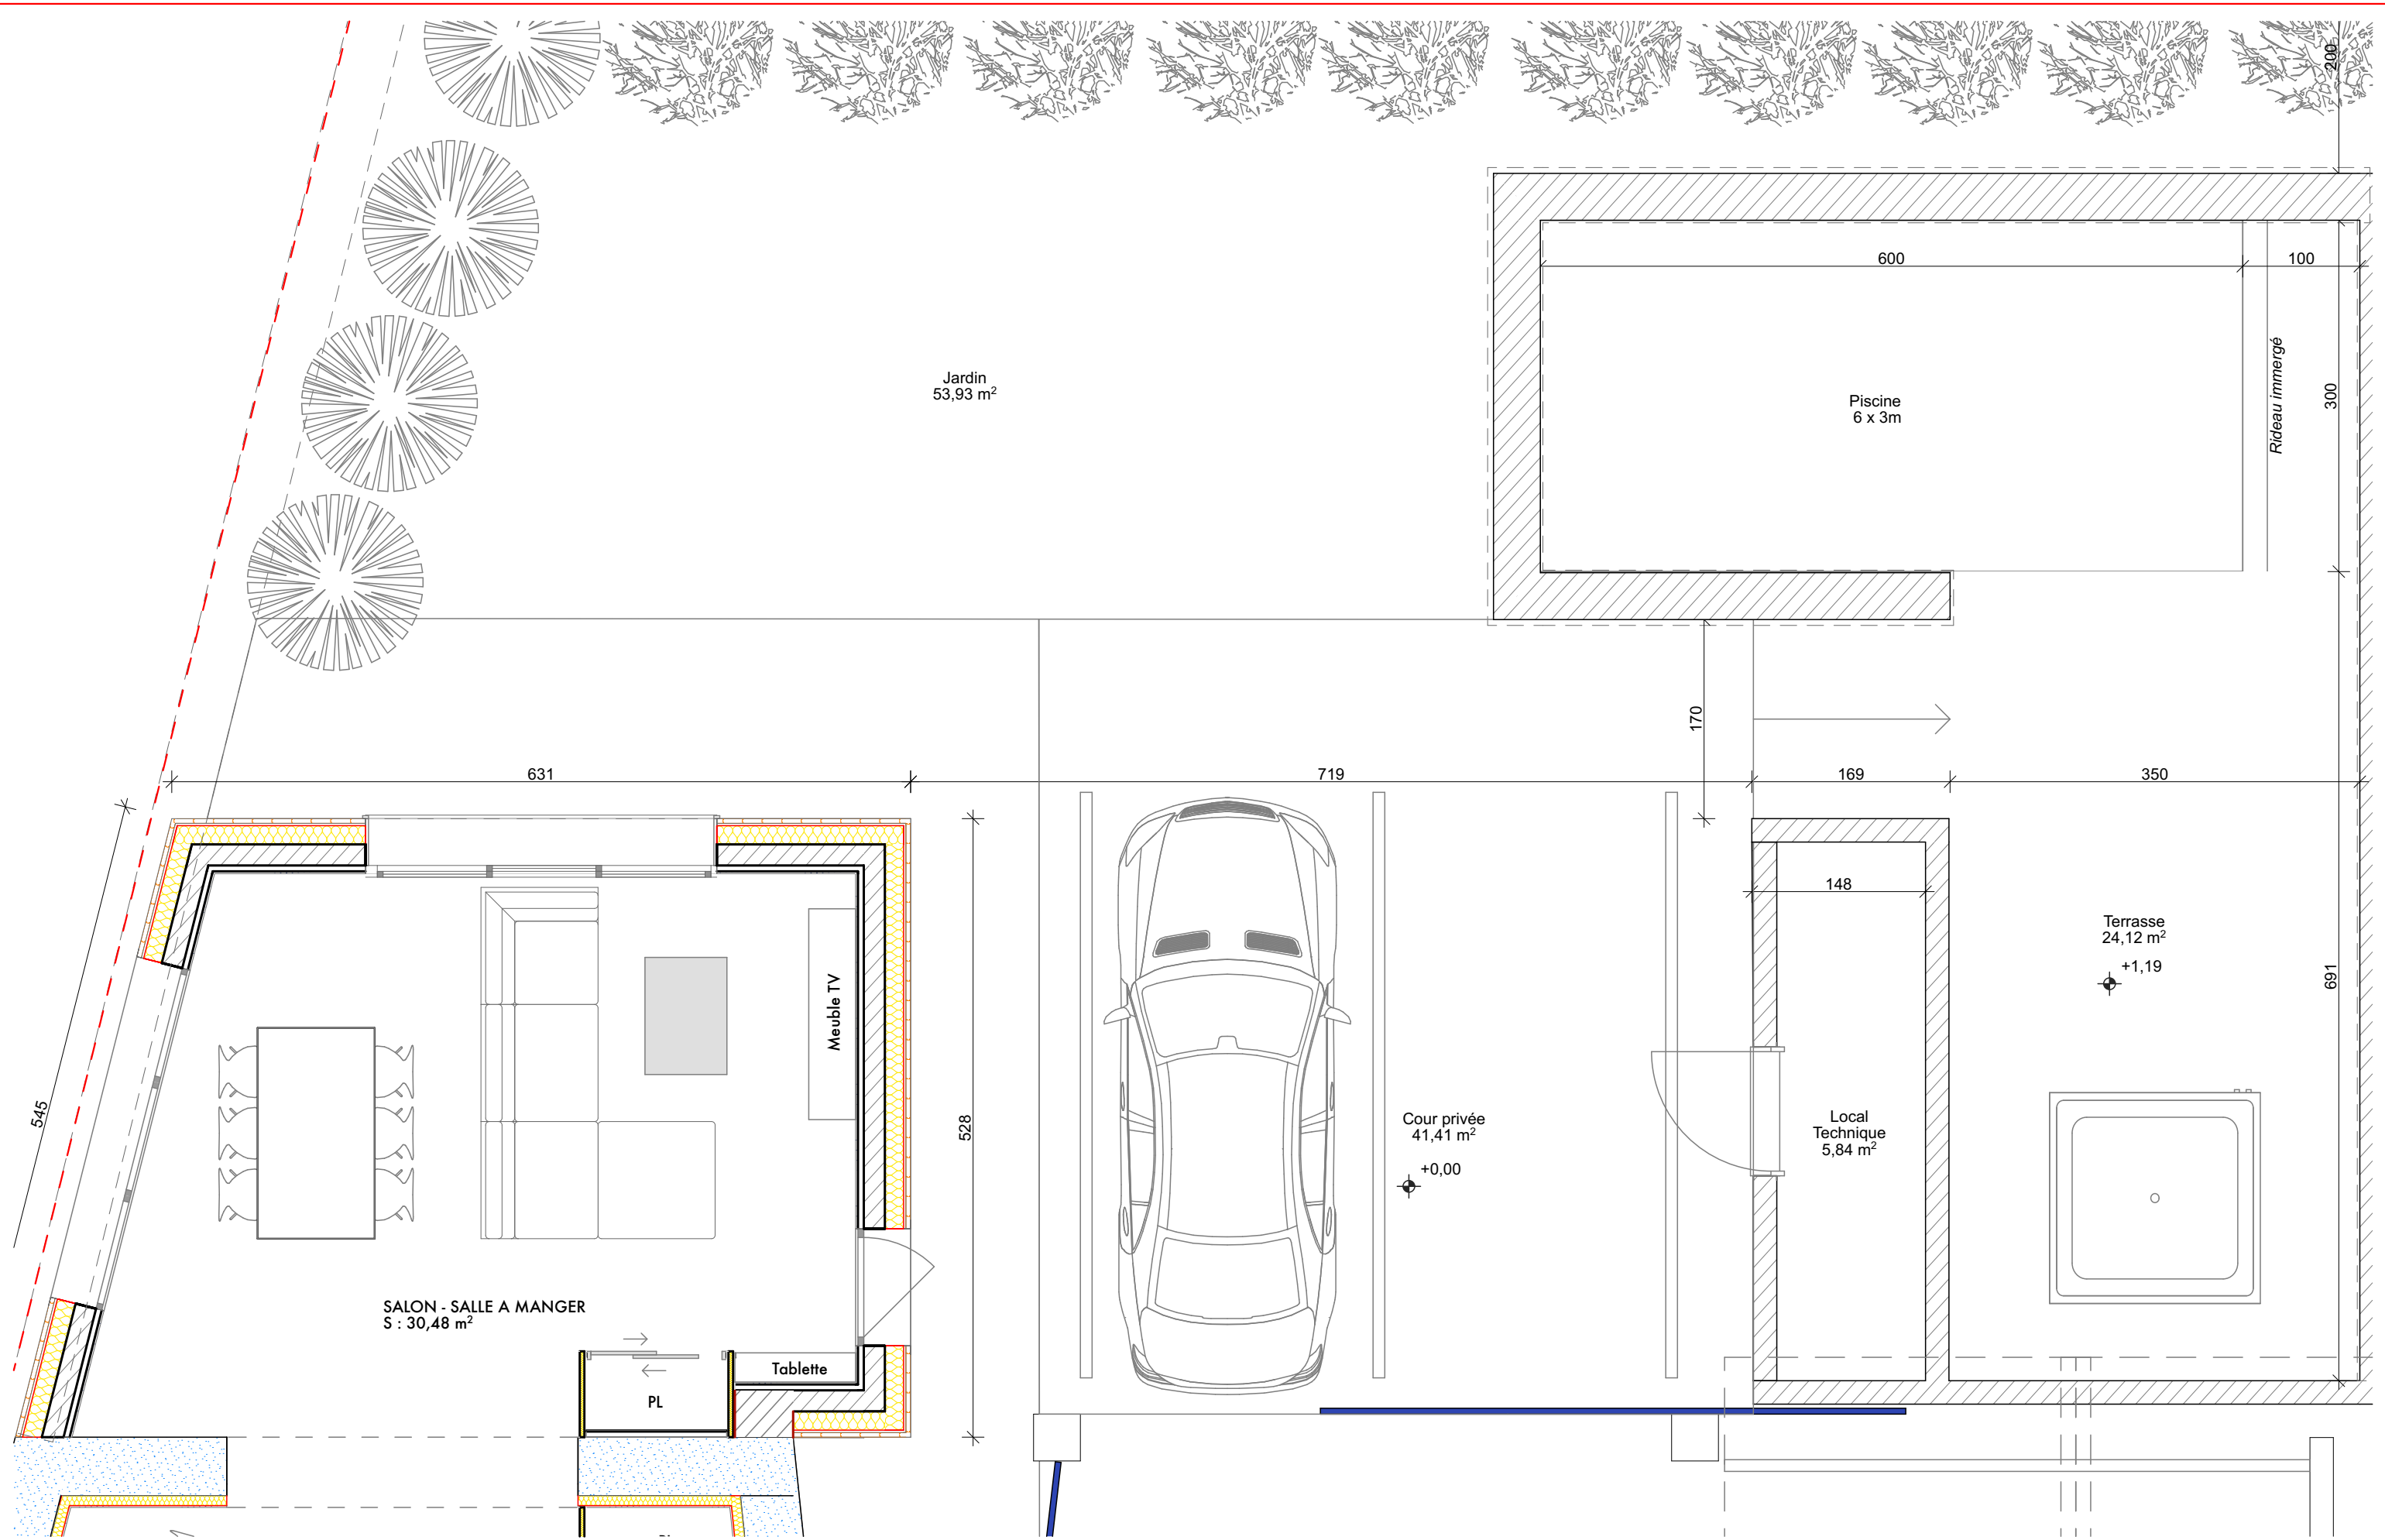 200
600
100
Rideau immergé
300
Jardin
53,93 m²
Piscine
6 x 3m
170
631
719
169
350
148
Terrasse
24,12 m²
+1,19
691
Meuble TV
545
528
Cour privée
41,41 m²
+0,00
Local
Technique
5,84 m²
SALON - SALLE A MANGER
S : 30,48 m²
Tablette
PL